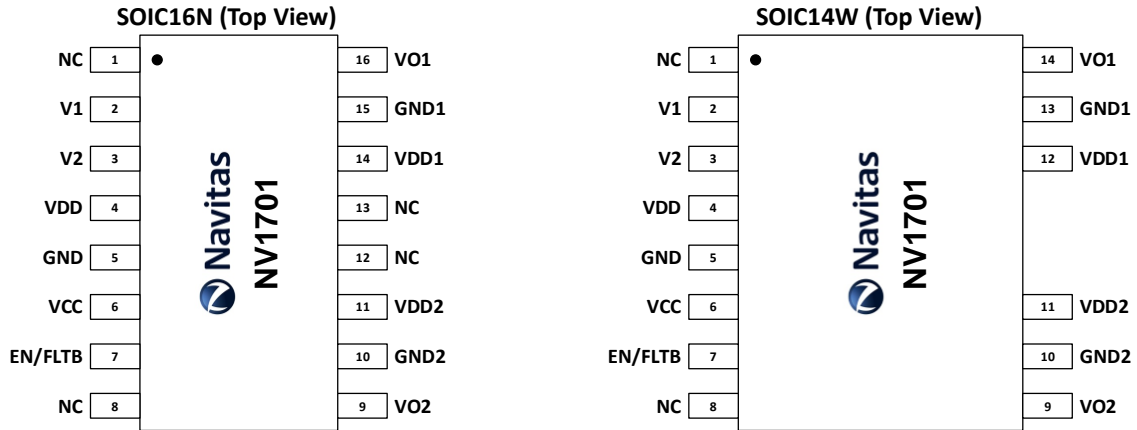 SOIC16N (Top View)
NC 1 16 VO1
V1 2 15 GND1
V2 3 14 VDD1
VDD 4 13 NC
GND 5 12 NC
VCC 6 11 VDD2
EN/FLTB 7 10 GND2
NC 8 9 VO2
Navitas
NV1701
SOIC14W (Top View)
NC 1 14 VO1
V1 2 13 GND1
V2 3 12 VDD1
VDD 4
GND 5
VCC 6 11 VDD2
EN/FLTB 7 10 GND2
NC 8 9 VO2
Navitas
NV1701